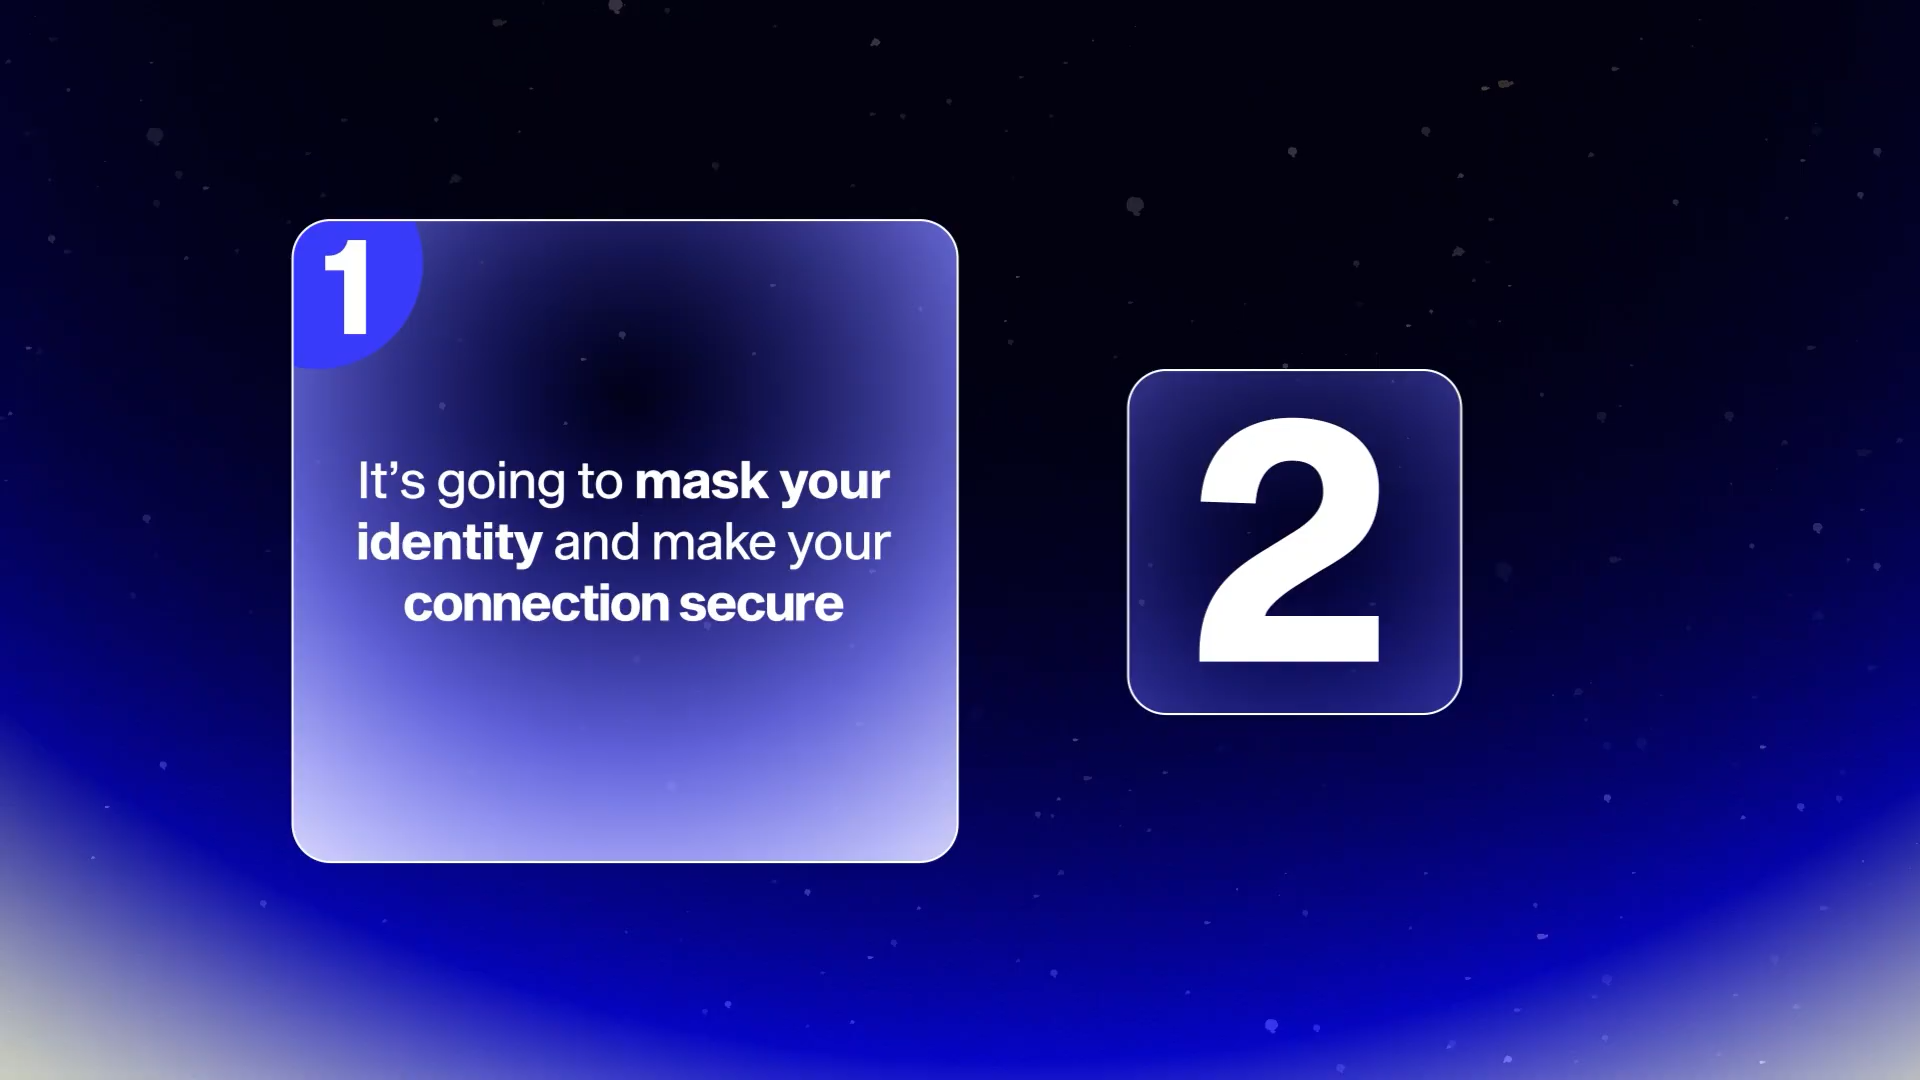 1
It’s going to mask your
identity and make your
connection secure
2